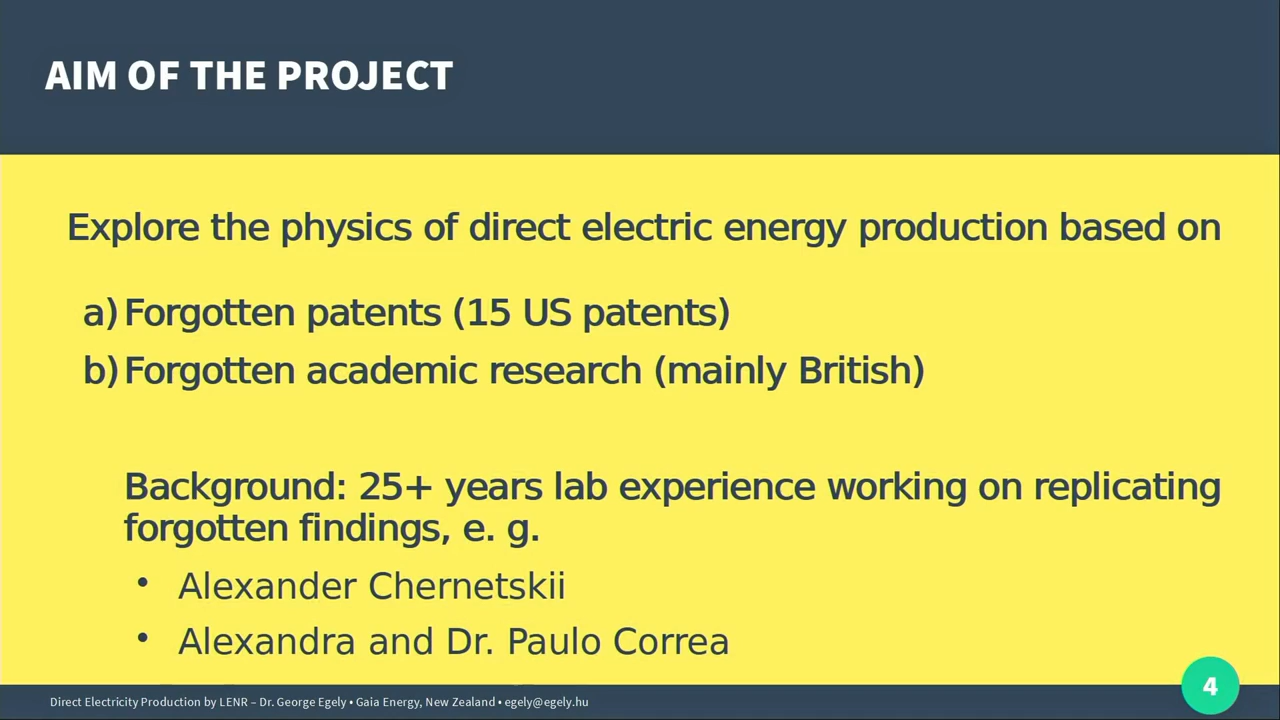 AIM OF THE PROJECT
Explore the physics of direct electric energy production based on
a) Forgotten patents (15 US patents)
b) Forgotten academic research (mainly British)
Background: 25+ years lab experience working on replicating
forgotten findings, e. g.
• Alexander Chernetskii
• Alexandra and Dr. Paulo Correa
Direct Electricity Production by LENR – Dr. George Egely • Gaia Energy, New Zealand • egely@egely.hu
4